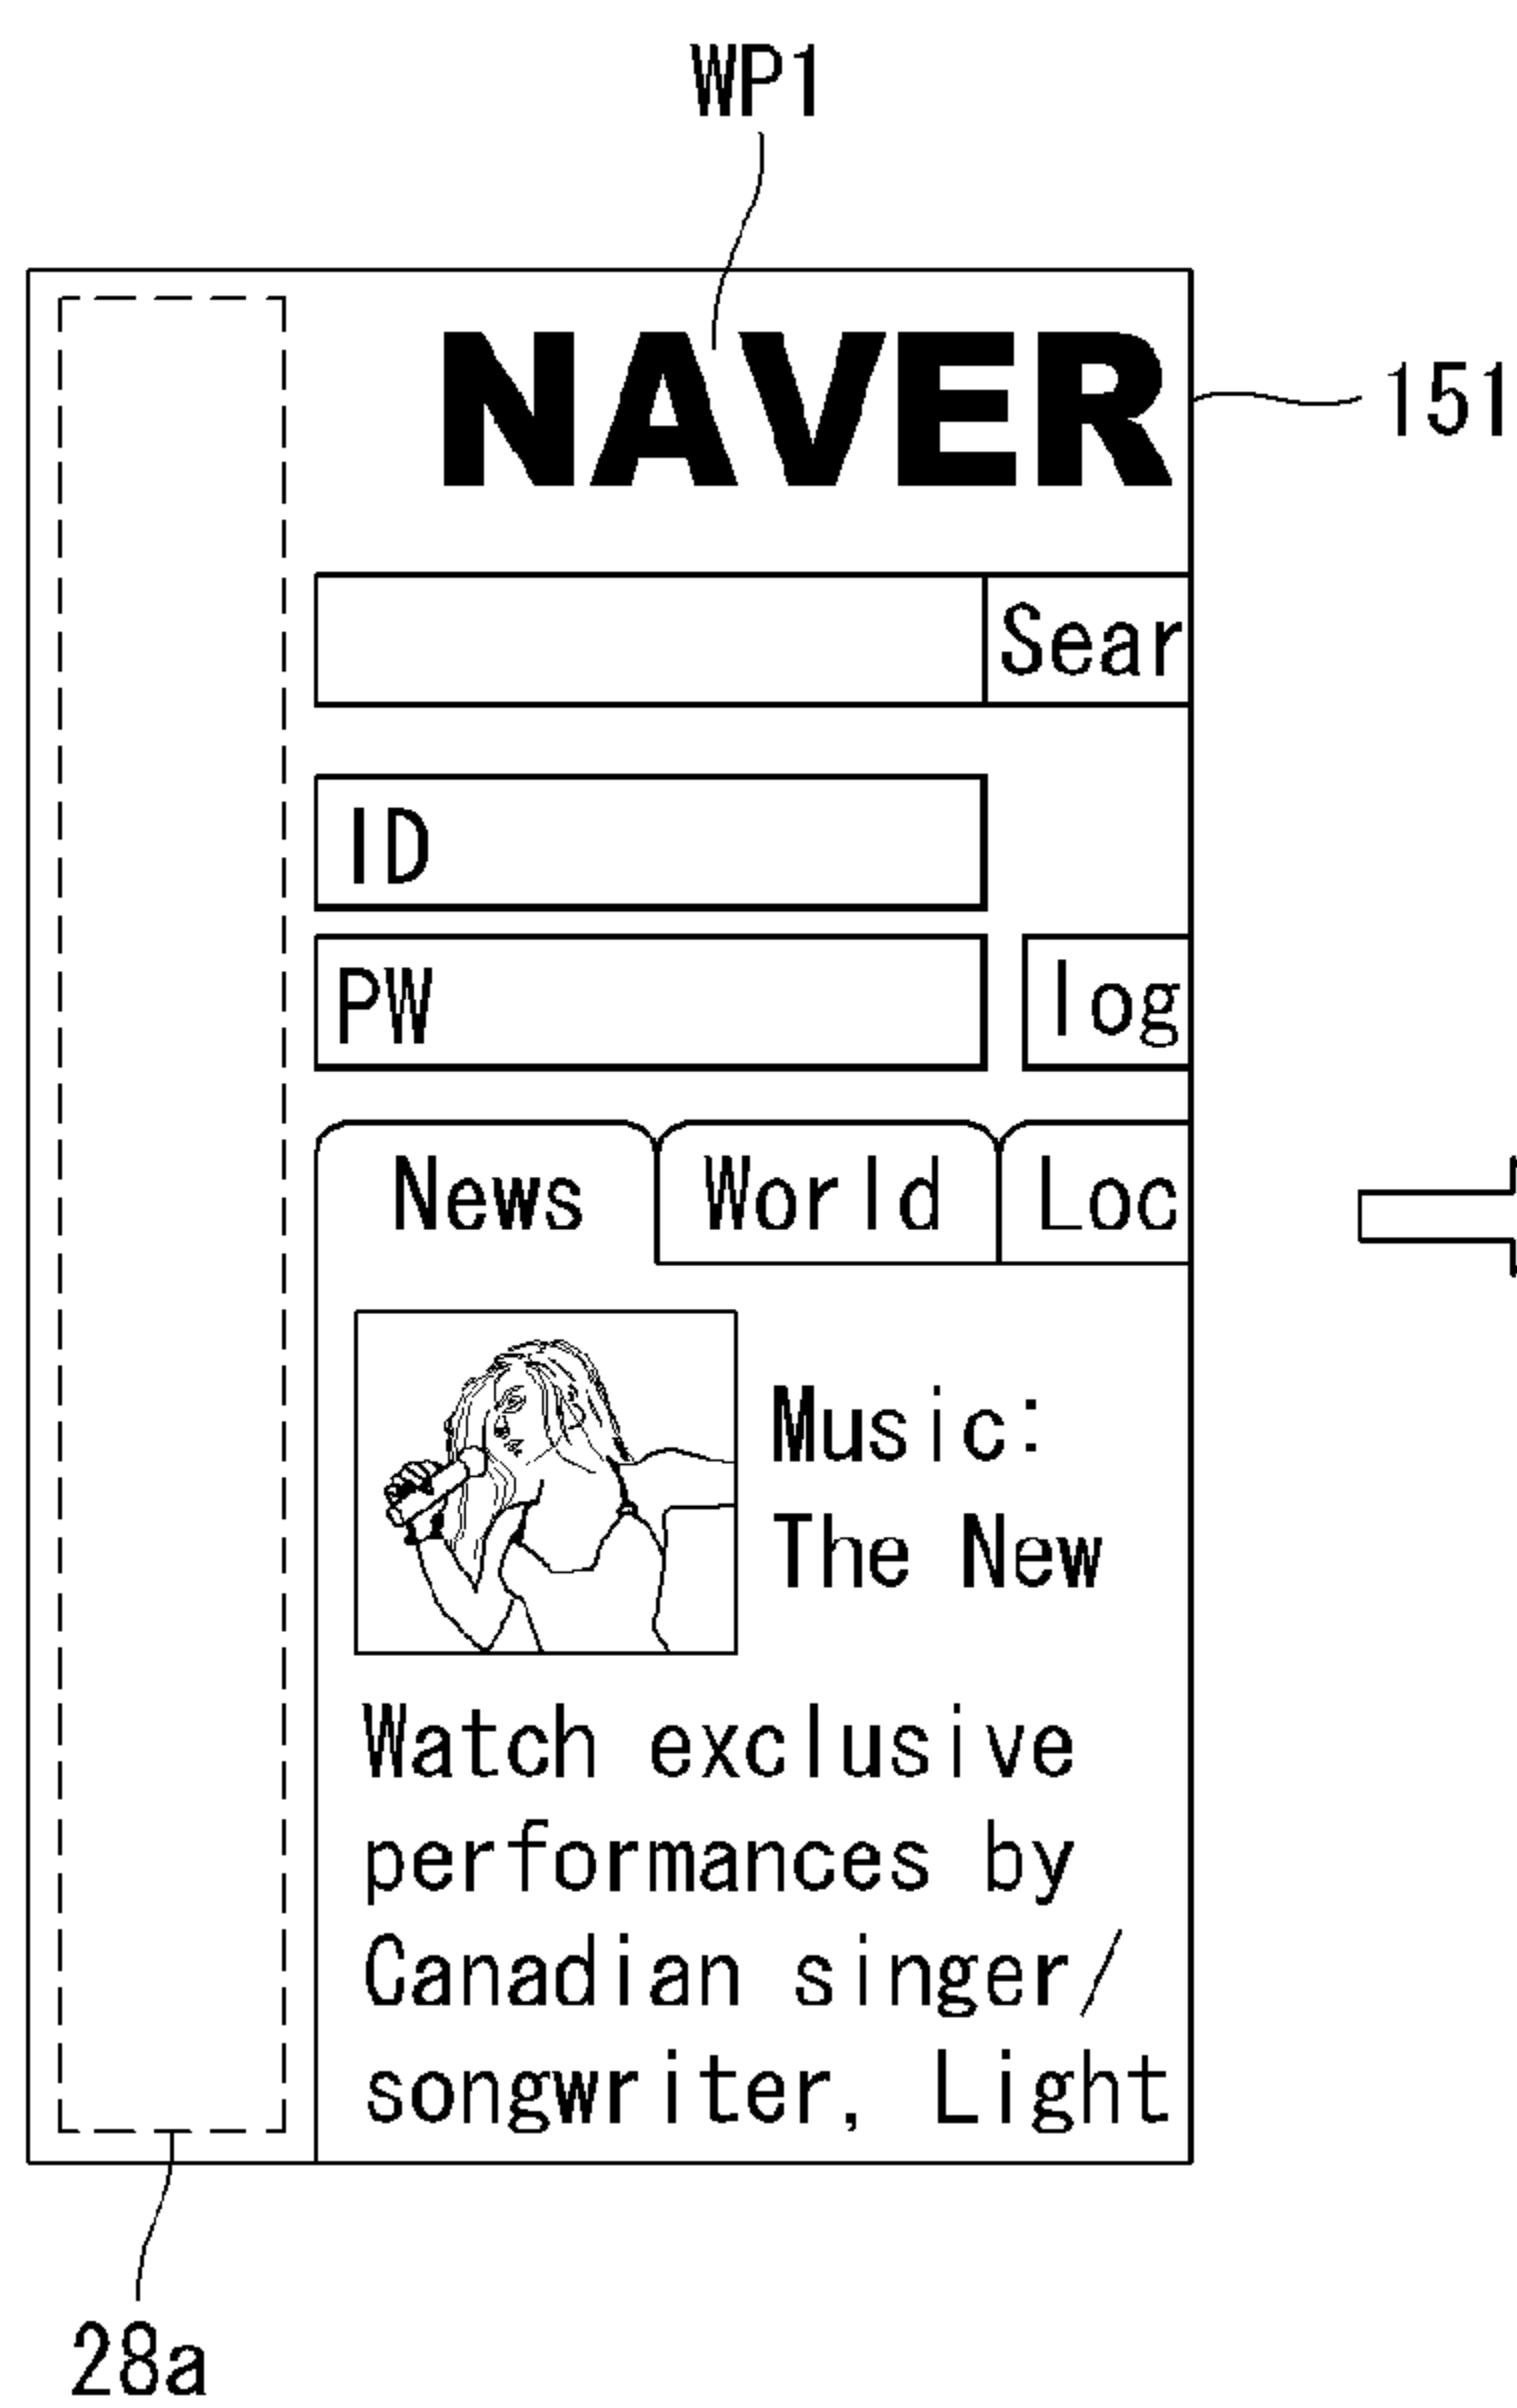 WP1
NAVER
151
Sear
ID
PW
log
News World Loc
Music:
The New
Watch exclusive
performances by
Canadian singer/
songwriter, Light
28a